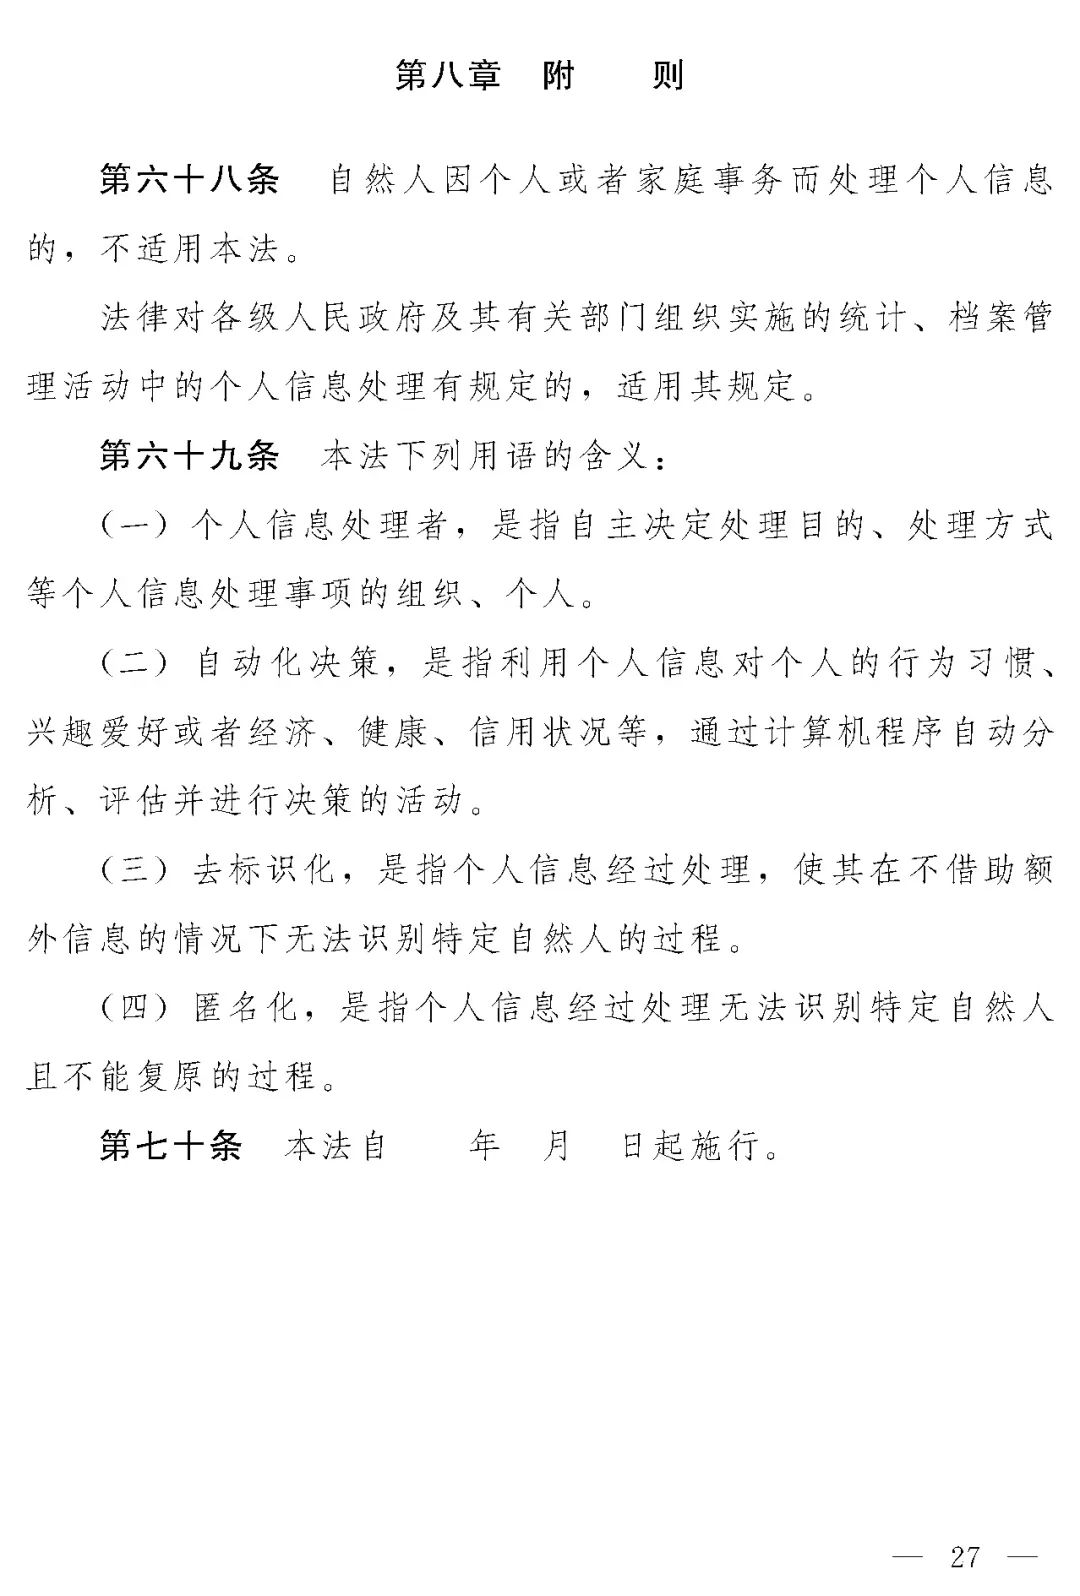 第八章 附 则
第六十八条 自然人因个人或者家庭事务而处理个人信息
的，不适用本法。
法律对各级人民政府及其有关部门组织实施的统计、档案管
理活动中的个人信息处理有规定的，适用其规定。
第六十九条 本法下列用语的含义：
（一）个人信息处理者，是指自主决定处理目的、处理方式
等个人信息处理事项的组织、个人。
（二）自动化决策，是指利用个人信息对个人的行为习惯、
兴趣爱好或者经济、健康、信用状况等，通过计算机程序自动分
析、评估并进行决策的活动。
（三）去标识化，是指个人信息经过处理，使其在不借助额
外信息的情况下无法识别特定自然人的过程。
（四）匿名化，是指个人信息经过处理无法识别特定自然人
且不能复原的过程。
第七十条 本法自 年 月 日起施行。
— 27 —